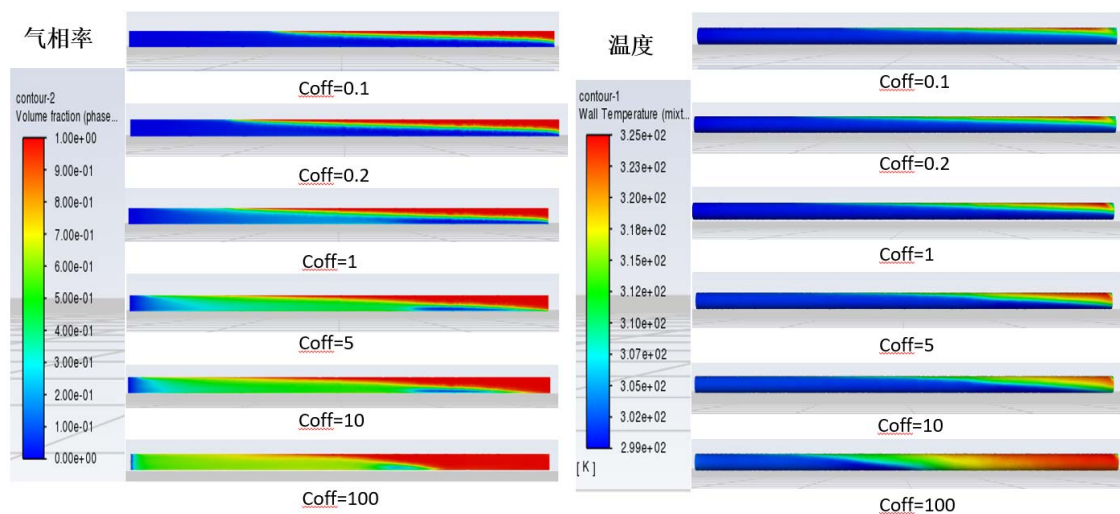 气相率
contour-2
Volume fraction (phase...
1.00e+00
9.00e-01
8.00e-01
7.00e-01
6.00e-01
5.00e-01
4.00e-01
3.00e-01
2.00e-01
1.00e-01
0.00e+00
Coff=0.1
Coff=0.2
Coff=1
Coff=5
Coff=10
Coff=100
温度
contour-1
Wall Temperature (mixt...
3.25e+02
3.23e+02
3.20e+02
3.18e+02
3.15e+02
3.12e+02
3.10e+02
3.07e+02
3.05e+02
3.02e+02
2.99e+02
[ K ]
Coff=0.1
Coff=0.2
Coff=1
Coff=5
Coff=10
Coff=100